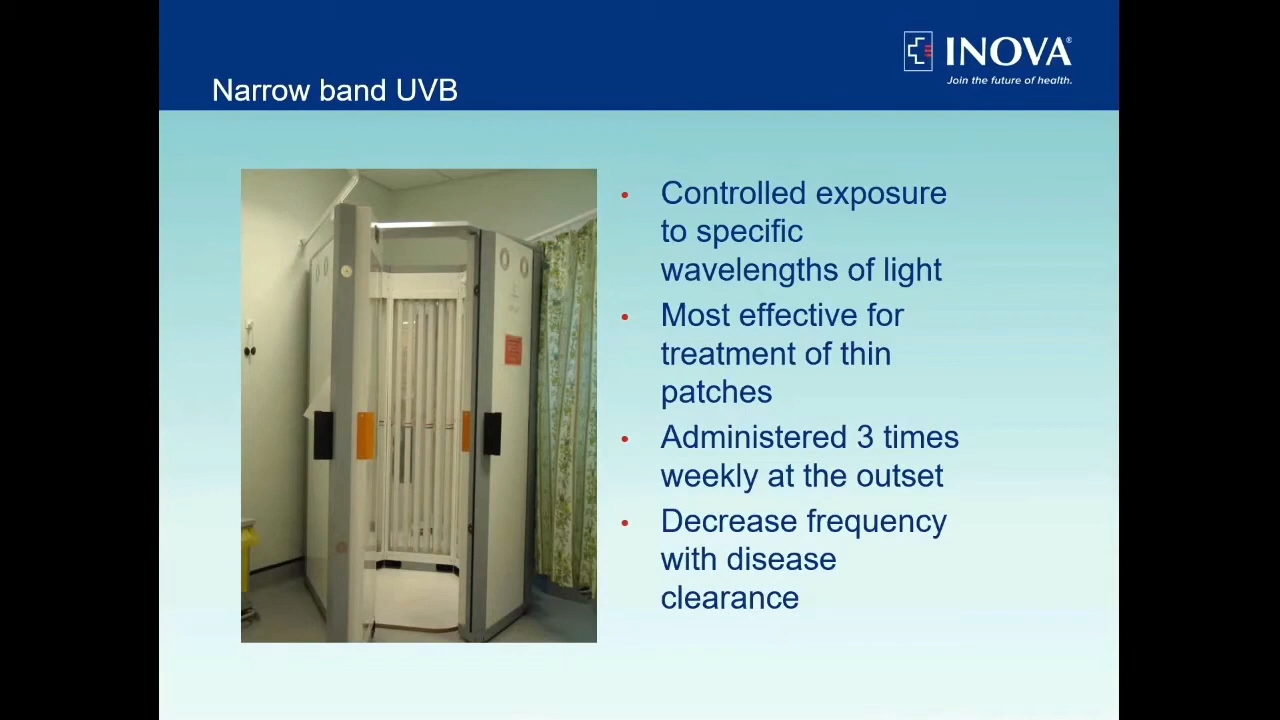 INOVA®
Join the future of health.
Narrow band UVB
• Controlled exposure
to specific
wavelengths of light
• Most effective for
treatment of thin
patches
• Administered 3 times
weekly at the outset
• Decrease frequency
with disease
clearance